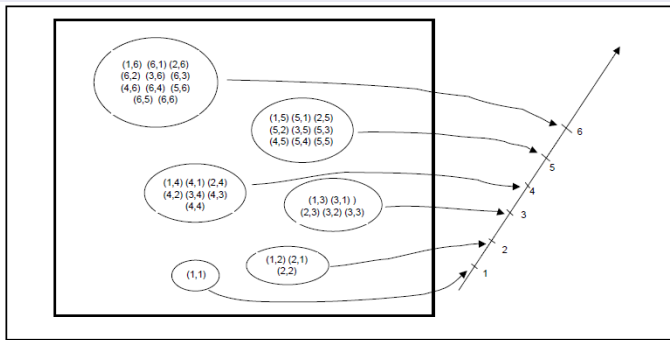 (1,6) (6,1) (2,6)
(6,2) (3,6) (6,3)
(4,6) (6,4) (5,6)
(6,5) (6,6)
(1,5) (5,1) (2,5)
(5,2) (3,5) (5,3)
(4,5) (5,4) (5,5)
(1,4) (4,1) (2,4)
(4,2) (3,4) (4,3)
(4,4)
(1,3) (3,1) )
(2,3) (3,2) (3,3)
(1,2) (2,1)
(2,2)
(1,1)
6
5
4
3
2
1